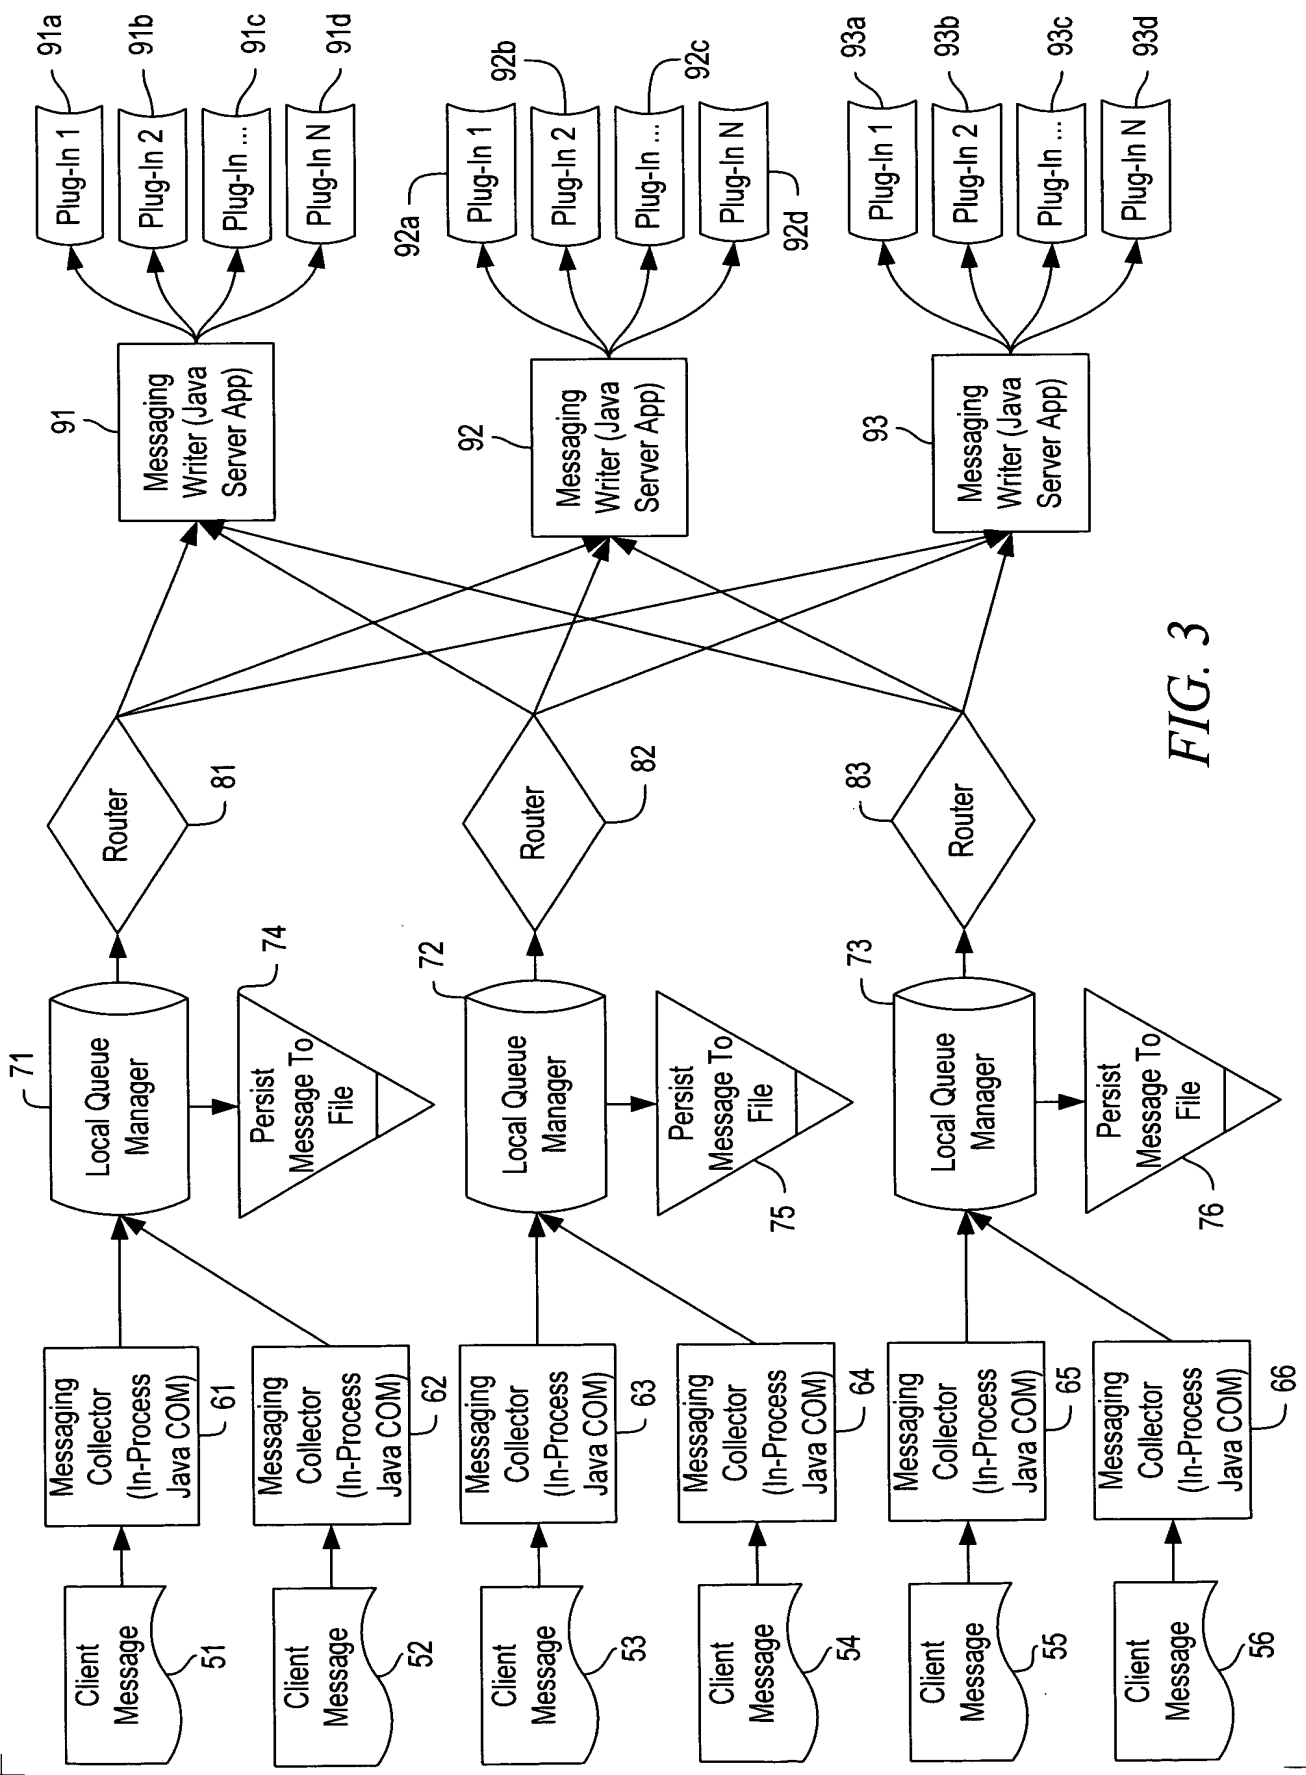 Client
Message
51
Client
Message
52
Client
Message
53
Client
Message
54
Client
Message
55
Client
Message
56
Messaging
Collector
(In-Process
Java COM)
61
Messaging
Collector
(In-Process
Java COM)
62
Messaging
Collector
(In-Process
Java COM)
63
Messaging
Collector
(In-Process
Java COM)
64
Messaging
Collector
(In-Process
Java COM)
65
Messaging
Collector
(In-Process
Java COM)
66
71
Local Queue
Manager
74
Persist
Message To
File
72
Local Queue
Manager
75
Persist
Message To
File
73
Local Queue
Manager
76
Persist
Message To
File
Router
81
Router
82
Router
83
91
Messaging
Writer (Java
Server App)
92
Messaging
Writer (Java
Server App)
93
Messaging
Writer (Java
Server App)
Plug-In 1
91a
Plug-In 2
91b
Plug-In ...
91c
Plug-In N
91d
Plug-In 1
92a
Plug-In 2
92b
Plug-In ...
92c
Plug-In N
92d
Plug-In 1
93a
Plug-In 2
93b
Plug-In ...
93c
Plug-In N
93d
FIG. 3